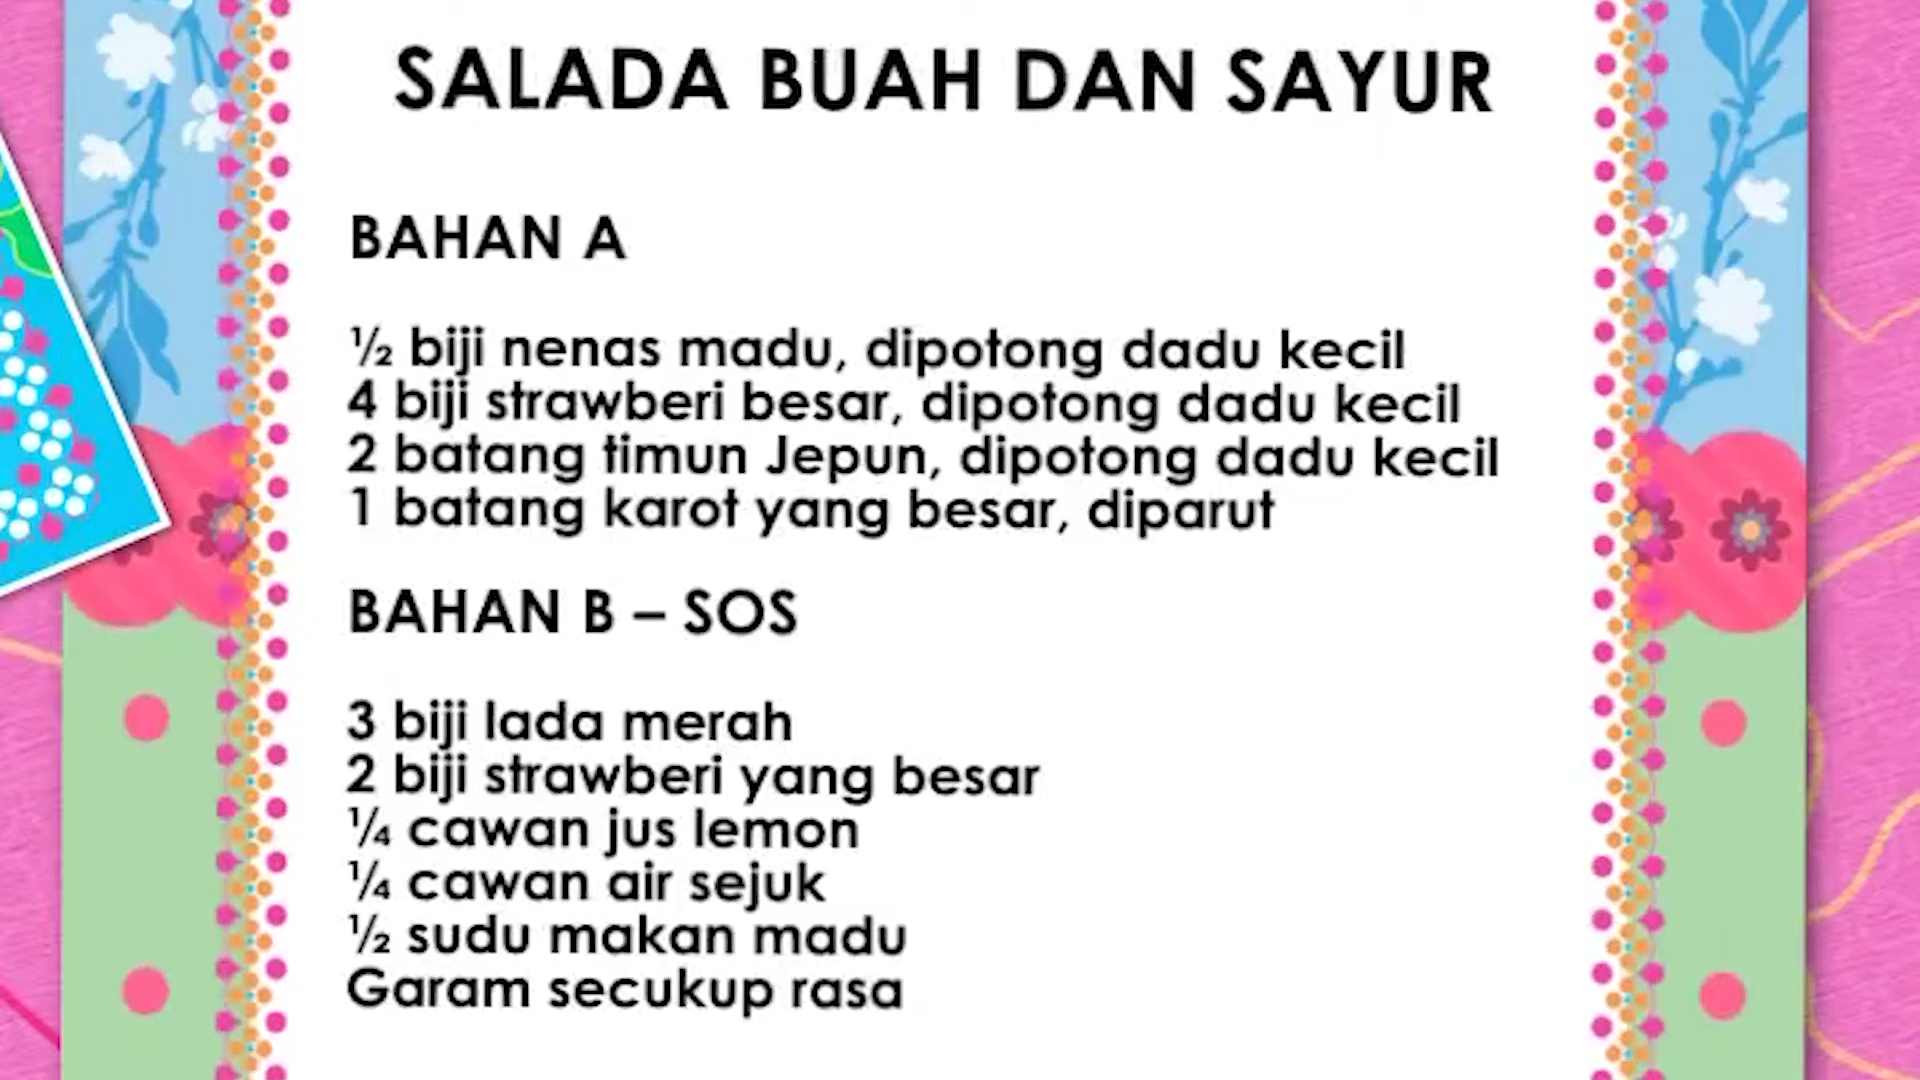 SALADA BUAH DAN SAYUR
BAHAN A
½ biji nenas madu, dipotong dadu kecil
4 biji strawberi besar, dipotong dadu kecil
2 batang timun Jepun, dipotong dadu kecil
1 batang karot yang besar, diparut
BAHAN B – SOS
3 biji lada merah
2 biji strawberi yang besar
¼ cawan jus lemon
¼ cawan air sejuk
½ sudu makan madu
Garam secukup rasa